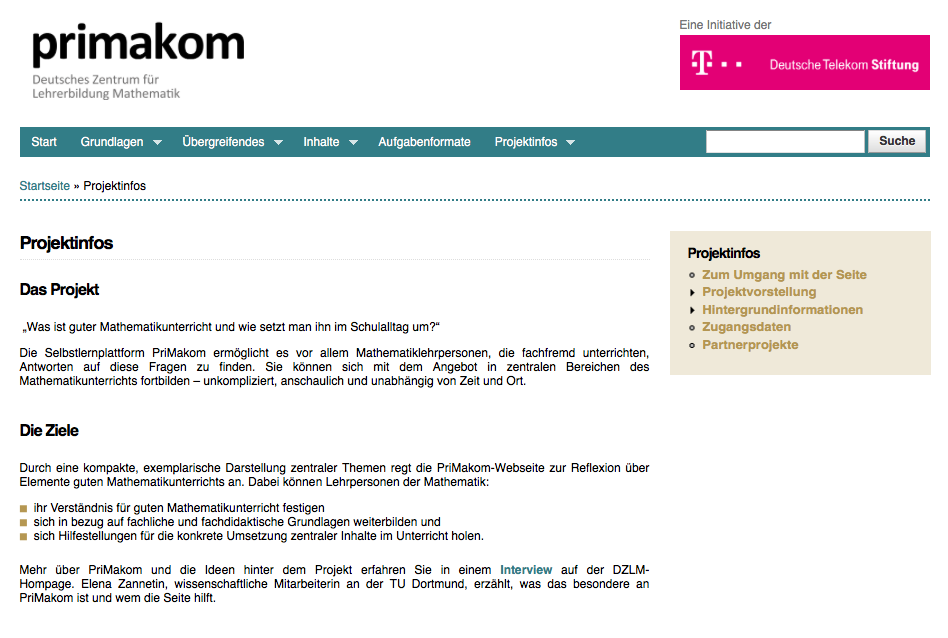 primakom
Deutsches Zentrum für
Lehrerbildung Mathematik
Eine Initiative der
T
Deutsche Telekom Stiftung
Start Grundlagen Übergreifendes Inhalte Aufgabenformate Projektinfos Suche
Startseite » Projektinfos
Projektinfos
Das Projekt
„Was ist guter Mathematikunterricht und wie setzt man ihn im Schulalltag um?“
Die Selbstlernplattform PriMakom ermöglicht es vor allem Mathematiklehrpersonen, die fachfremd unterrichten,
Antworten auf diese Fragen zu finden. Sie können sich mit dem Angebot in zentralen Bereichen des
Mathematikunterrichts fortbilden – unkompliziert, anschaulich und unabhängig von Zeit und Ort.
Die Ziele
Durch eine kompakte, exemplarische Darstellung zentraler Themen regt die PriMakom-Webseite zur Reflexion über
Elemente guten Mathematikunterrichts an. Dabei können Lehrpersonen der Mathematik:
ihr Verständnis für guten Mathematikunterricht festigen
sich in bezug auf fachliche und fachdidaktische Grundlagen weiterbilden und
sich Hilfestellungen für die konkrete Umsetzung zentraler Inhalte im Unterricht holen.
Mehr über PriMakom und die Ideen hinter dem Projekt erfahren Sie in einem Interview auf der DZLM-
Hompage. Elena Zannetin, wissenschaftliche Mitarbeiterin an der TU Dortmund, erzählt, was das besondere an
PriMakom ist und wem die Seite hilft.
Projektinfos
Zum Umgang mit der Seite
Projektvorstellung
Hintergrundinformationen
Zugangsdaten
Partnerprojekte